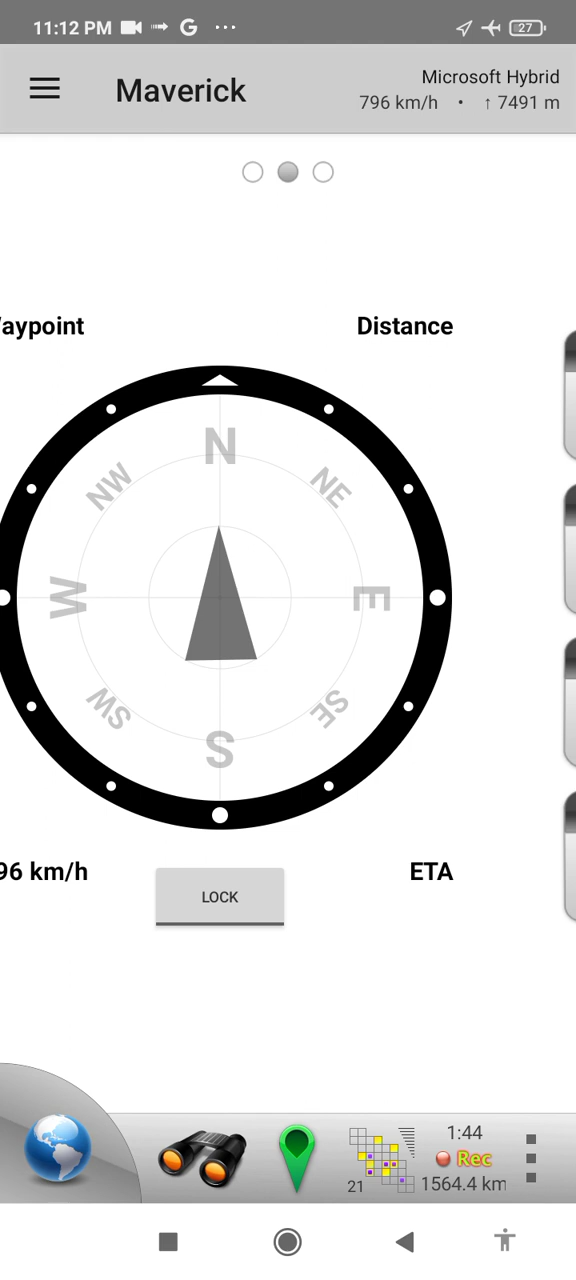 11:12 PM G ... 27
Maverick
Microsoft Hybrid
796 km/h • ↑ 7491 m
aypoint Distance
N
NW NE
W E
SW SE
S
96 km/h LOCK ETA
1:44
Rec
21 1564.4 km